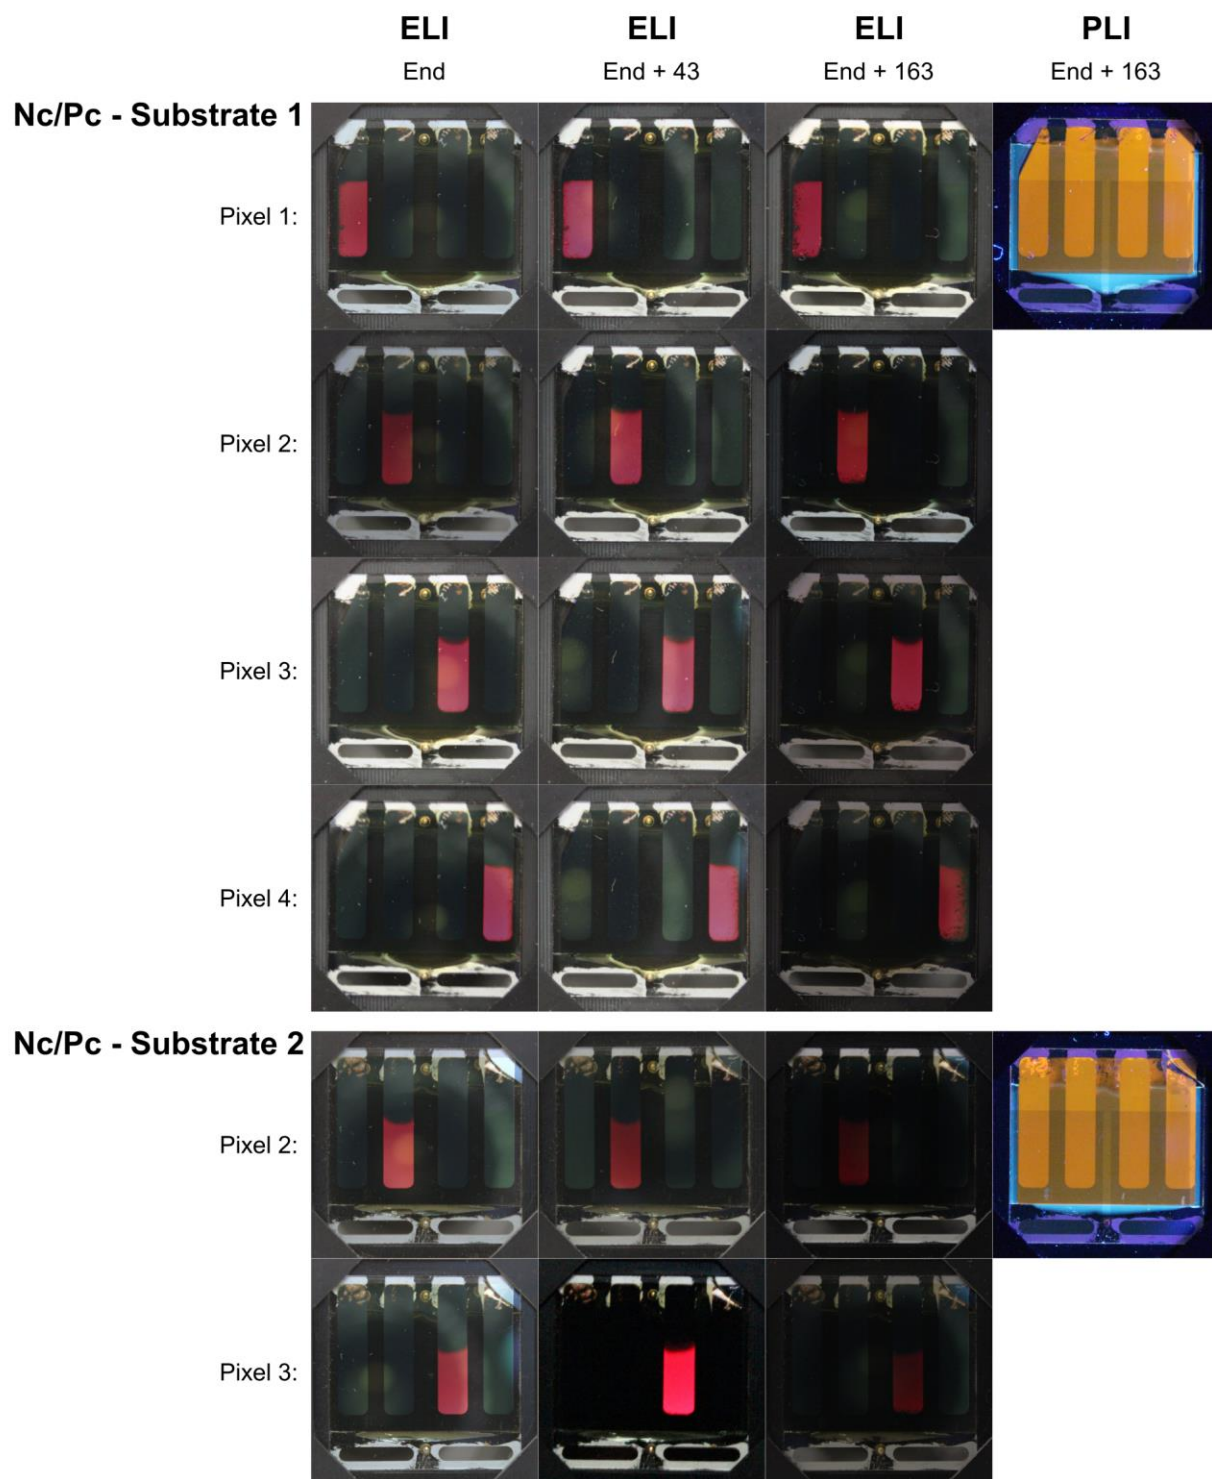 ELI ELI ELI PLI
End End + 43 End + 163 End + 163
Nc/Pc - Substrate 1
Pixel 1:
Pixel 2:
Pixel 3:
Pixel 4:
Nc/Pc - Substrate 2
Pixel 2:
Pixel 3: